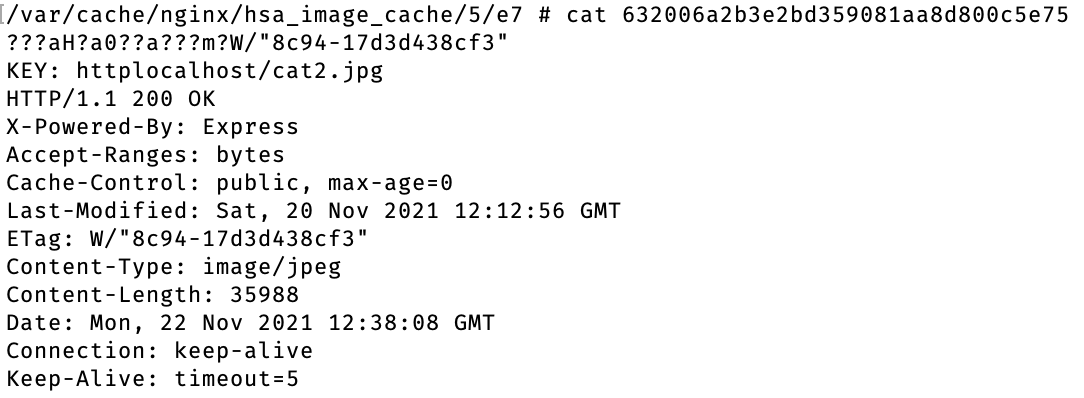 [/var/cache/nginx/hsa_image_cache/5/e7 # cat 632006a2b3e2bd359081aa8d800c5e75
???aH?a0??a???m?W/"8c94-17d3d438cf3"
KEY: httplocalhost/cat2.jpg
HTTP/1.1 200 OK
X-Powered-By: Express
Accept-Ranges: bytes
Cache-Control: public, max-age=0
Last-Modified: Sat, 20 Nov 2021 12:12:56 GMT
ETag: W/"8c94-17d3d438cf3"
Content-Type: image/jpeg
Content-Length: 35988
Date: Mon, 22 Nov 2021 12:38:08 GMT
Connection: keep-alive
Keep-Alive: timeout=5